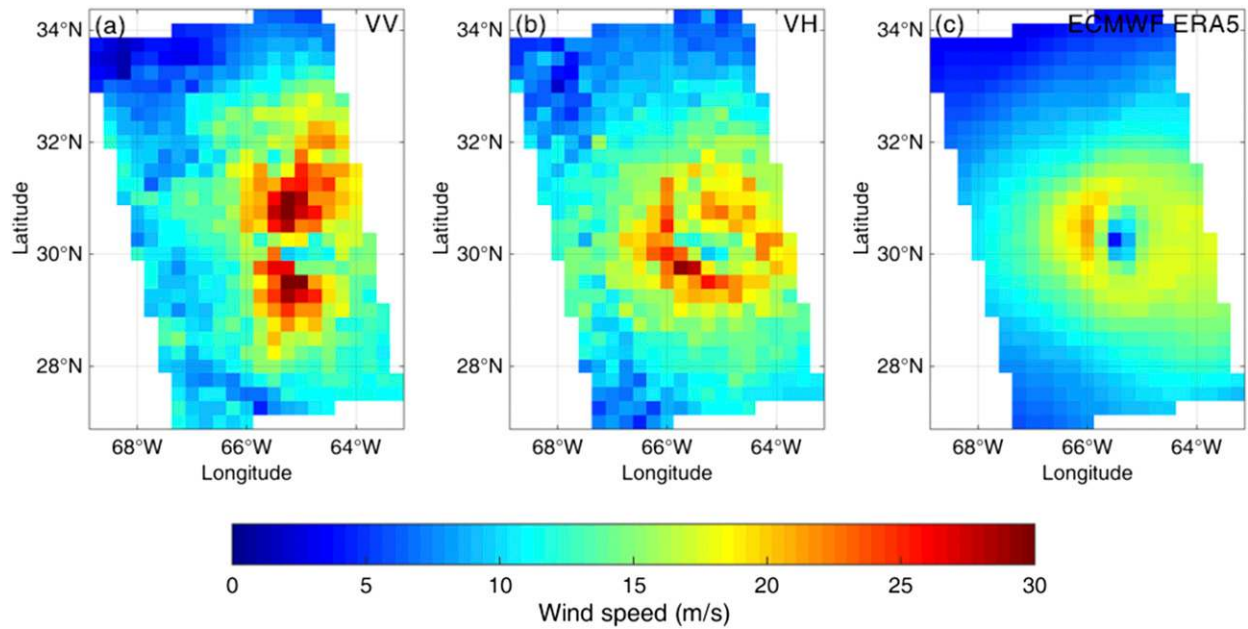 (a) VV
34°N
32°N
30°N
28°N
Latitude
68°W 66°W 64°W
Longitude
(b) VH
34°N
32°N
30°N
28°N
Latitude
68°W 66°W 64°W
Longitude
(c) ECMWF ERA5
34°N
32°N
30°N
28°N
Latitude
68°W 66°W 64°W
Longitude
0 5 10 15 20 25 30
Wind speed (m/s)